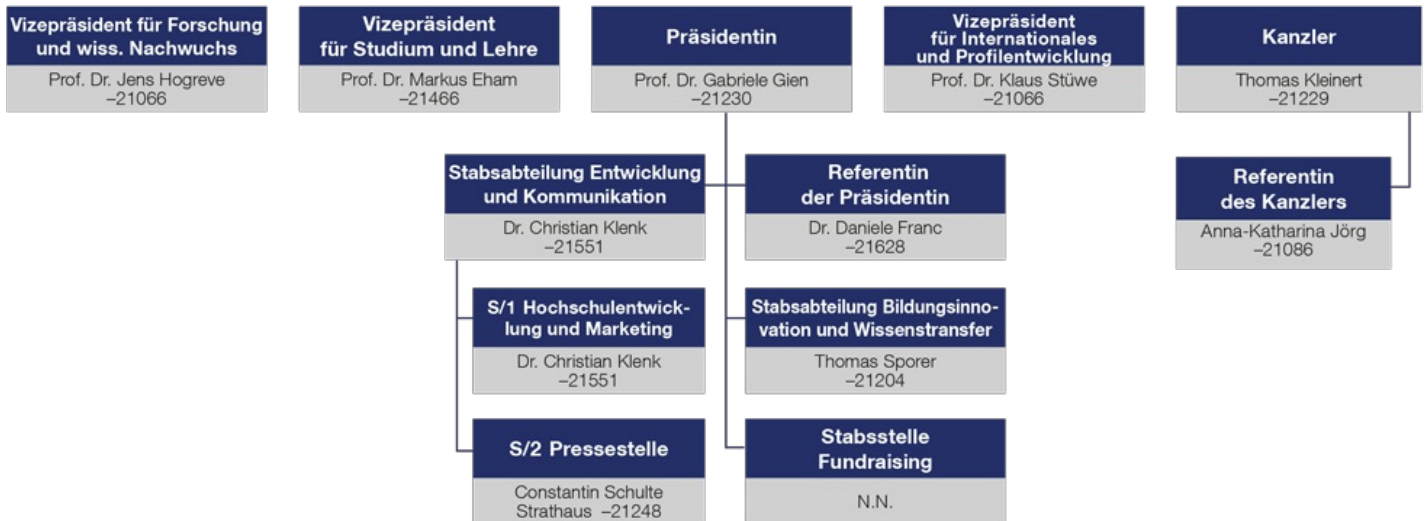 Vizepräsident für Forschung
und wiss. Nachwuchs
Prof. Dr. Jens Hogreve
–21066
Vizepräsident
für Studium und Lehre
Prof. Dr. Markus Eham
–21466
Präsidentin
Prof. Dr. Gabriele Gien
–21230
Vizepräsident
für Internationales
und Profilentwicklung
Prof. Dr. Klaus Stüwe
–21066
Kanzler
Thomas Kleinert
–21229
Stabsabteilung Entwicklung
und Kommunikation
Dr. Christian Klenk
–21551
Referentin
der Präsidentin
Dr. Daniele Franc
–21628
Referentin
des Kanzlers
Anna-Katharina Jörg
–21086
S/1 Hochschulentwick-
lung und Marketing
Dr. Christian Klenk
–21551
Stabsabteilung Bildungsinno-
vation und Wissenstransfer
Thomas Sporer
–21204
S/2 Pressestelle
Constantin Schulte
Strathaus –21248
Stabsstelle
Fundraising
N.N.